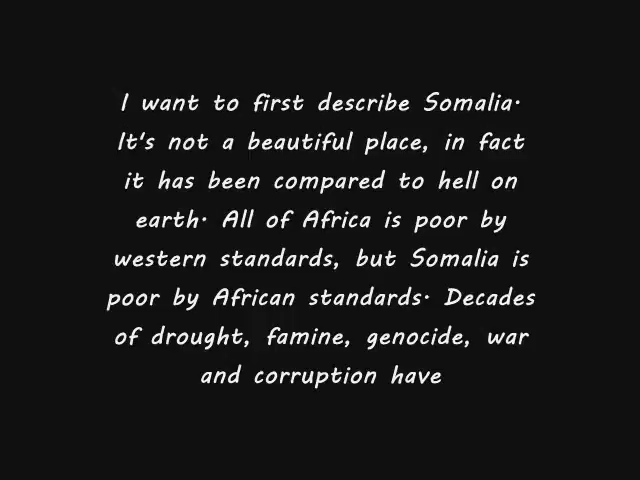 I want to first describe Somalia.
It's not a beautiful place, in fact
it has been compared to hell on
earth. All of Africa is poor by
western standards, but Somalia is
poor by African standards. Decades
of drought, famine, genocide, war
and corruption have